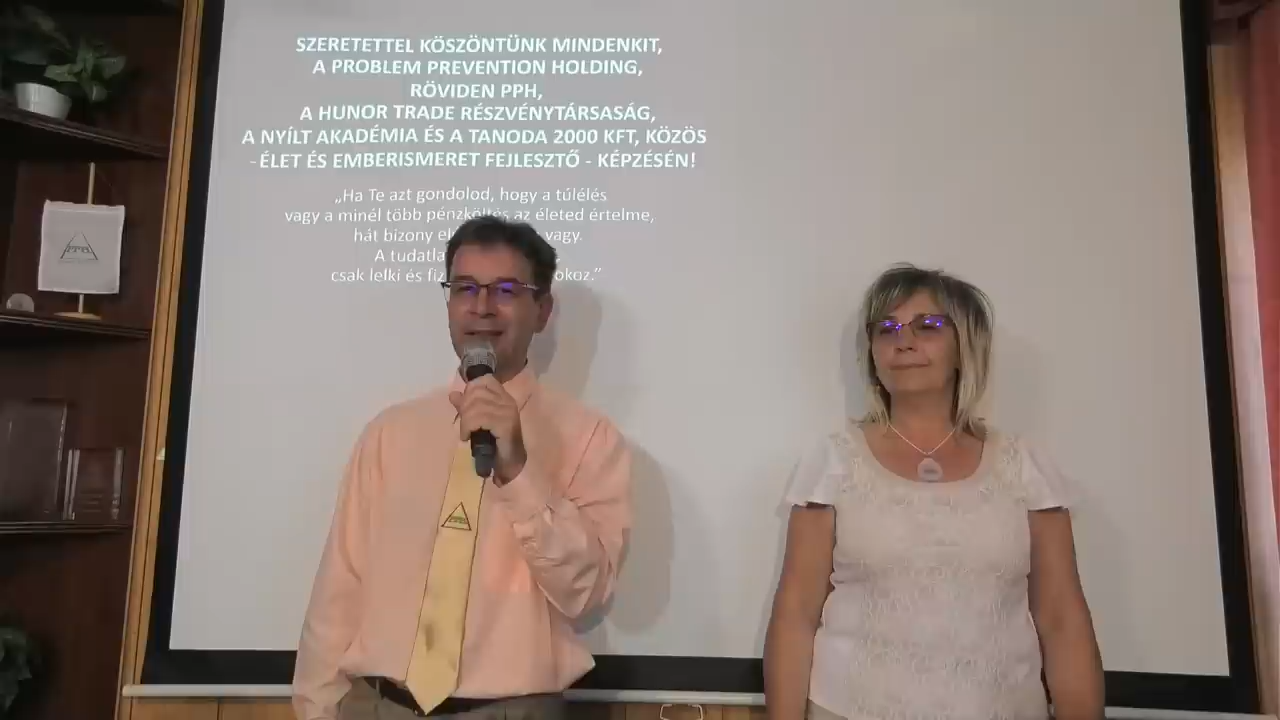 SZERETETTEL KÖSZÖNTÜNK MINDENKIT,
A PROBLEM PREVENTION HOLDING,
RÖVIDEN PPH,
A HUNOR TRADE RÉSZVÉNYTÁRSASÁG,
A NYÍLT AKADÉMIA ÉS A TANODA 2000 KFT, KÖZÖS
- ÉLET ÉS EMBERISMERET FEJLESZTŐ - KÉPZÉSÉN!
„Ha Te azt gondolod, hogy a túlélés
vagy a minél több pénzköltés az életed értelme,
hát bizony vagy.
A
csak lelki és